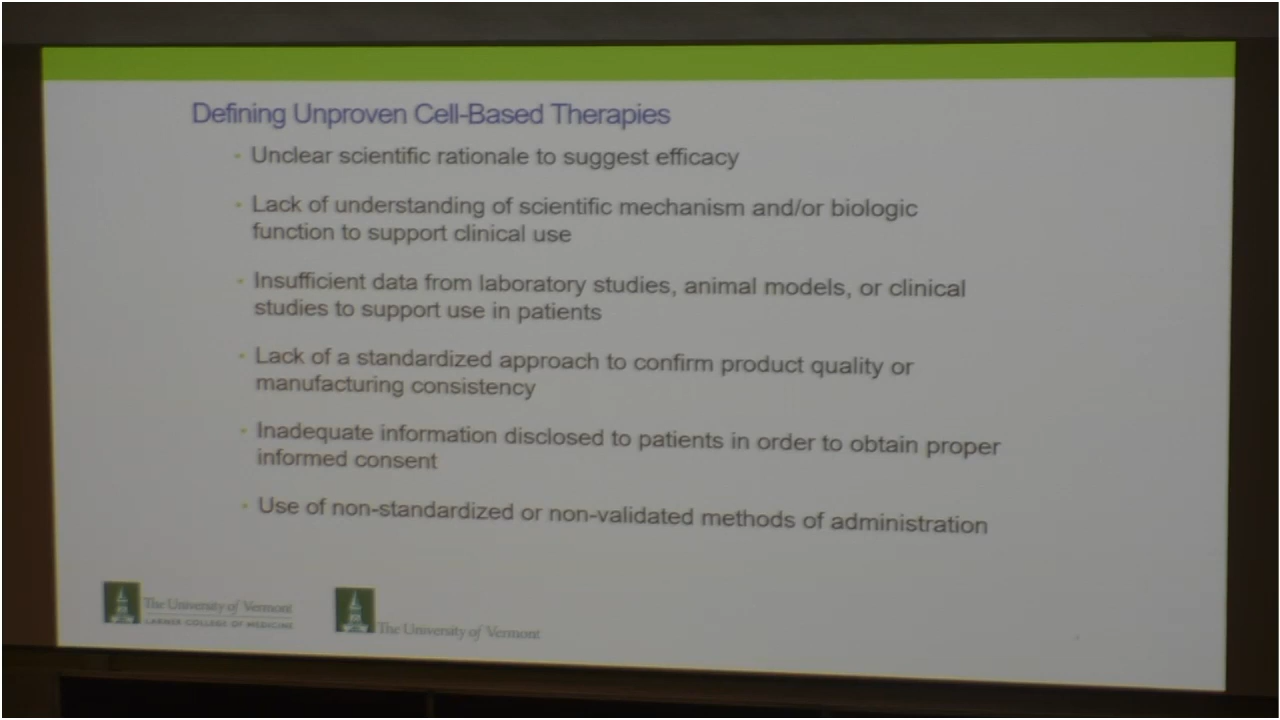 Defining Unproven Cell-Based Therapies
- Unclear scientific rationale to suggest efficacy
- Lack of understanding of scientific mechanism and/or biologic
function to support clinical use
- Insufficient data from laboratory studies, animal models, or clinical
studies to support use in patients
- Lack of a standardized approach to confirm product quality or
manufacturing consistency
- Inadequate information disclosed to patients in order to obtain proper
informed consent
- Use of non-standardized or non-validated methods of administration
The University of Vermont
LARNER COLLEGE OF MEDICINE
The University of Vermont